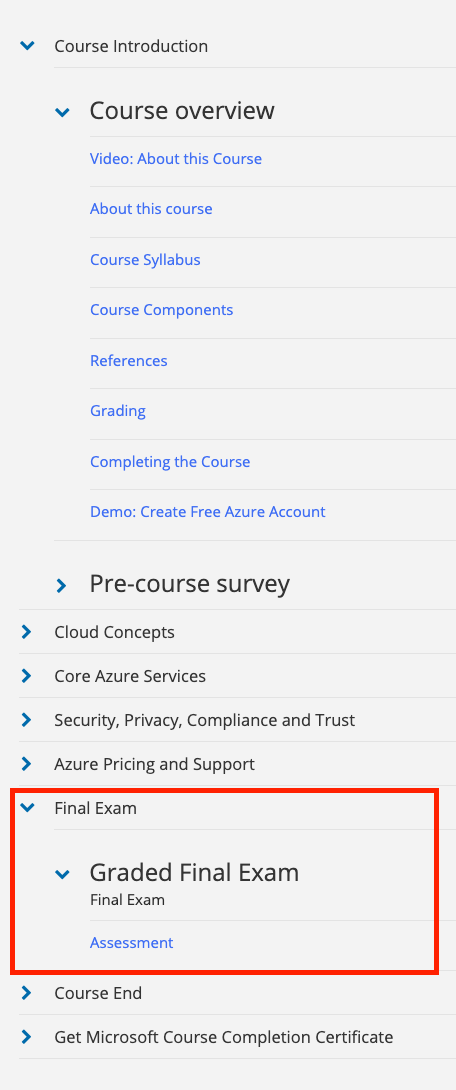 Course Introduction
Course overview
Video: About this Course
About this course
Course Syllabus
Course Components
References
Grading
Completing the Course
Demo: Create Free Azure Account
Pre-course survey
Cloud Concepts
Core Azure Services
Security, Privacy, Compliance and Trust
Azure Pricing and Support
Final Exam
Graded Final Exam
Final Exam
Assessment
Course End
Get Microsoft Course Completion Certificate